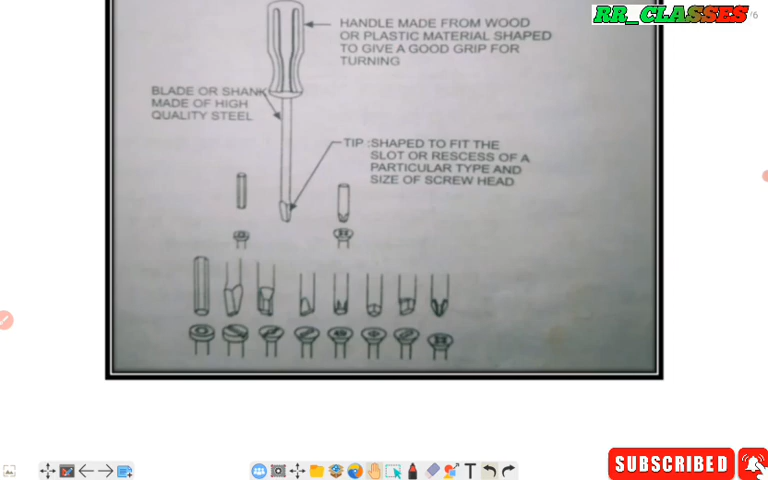 RR_CLASSES
/6
HANDLE MADE FROM WOOD
OR PLASTIC MATERIAL SHAPED
TO GIVE A GOOD GRIP FOR
TURNING
BLADE OR SHANK
MADE OF HIGH
QUALITY STEEL
TIP :SHAPED TO FIT THE
SLOT OR RESCESS OF A
PARTICULAR TYPE AND
SIZE OF SCREW HEAD
T
SUBSCRIBED